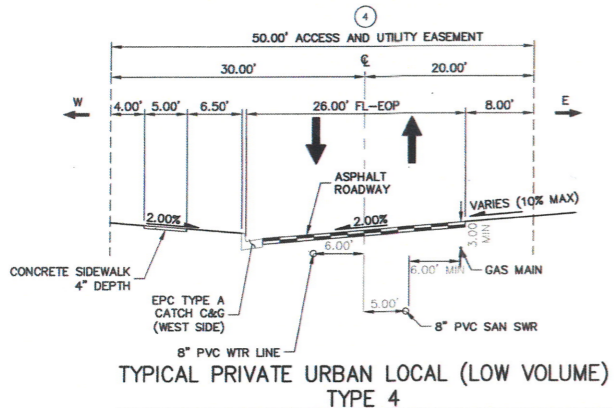 4
50.00' ACCESS AND UTILITY EASEMENT
30.00' ℄ 20.00'
W 4.00' 5.00' 6.50' 26.00' FL-EOP 8.00' E
ASPHALT
ROADWAY
VARIES (10% MAX)
2.00% 2.00%
3.00'
MIN
6.00'
CONCRETE SIDEWALK
4" DEPTH
6.00' MIN
GAS MAIN
EPC TYPE A
CATCH C&G
(WEST SIDE)
5.00'
8" PVC SAN SWR
8" PVC WTR LINE
TYPICAL PRIVATE URBAN LOCAL (LOW VOLUME)
TYPE 4